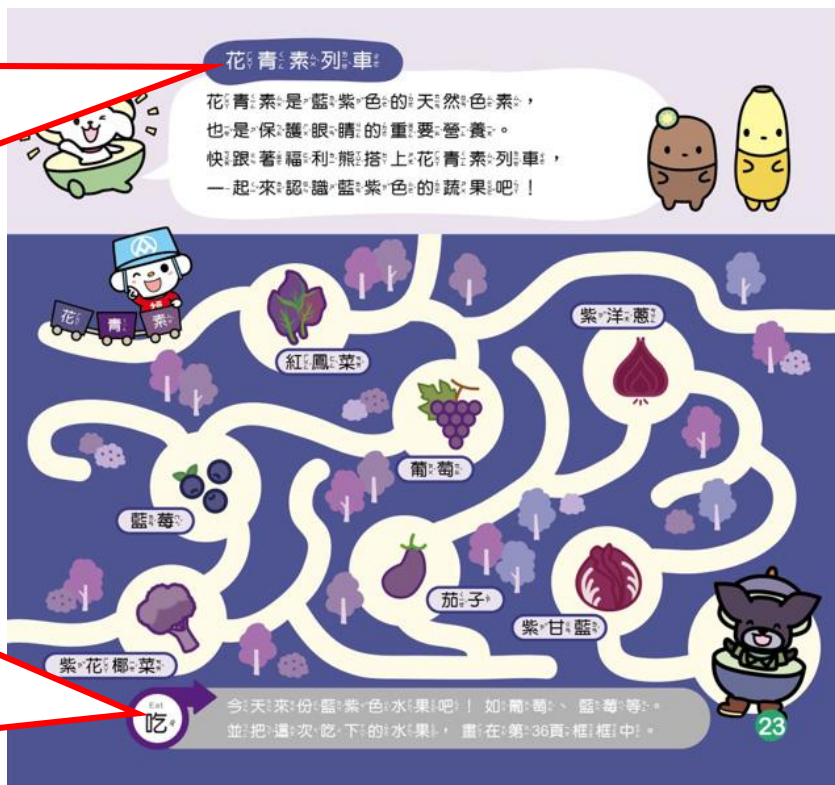 花青素列車
花青素是藍紫色的天然色素，
也是保護眼睛的重要營養。
快跟著福利熊搭上花青素列車，
一起來認識藍紫色的蔬果吧！
花 青 素
紅鳳菜
紫洋蔥
葡萄
藍莓
茄子
紫甘藍
紫花椰菜
Eat
吃
今天來份藍紫色水果吧！如葡萄、藍莓等。
並把這次吃下的水果，畫在第36頁框框中。
23